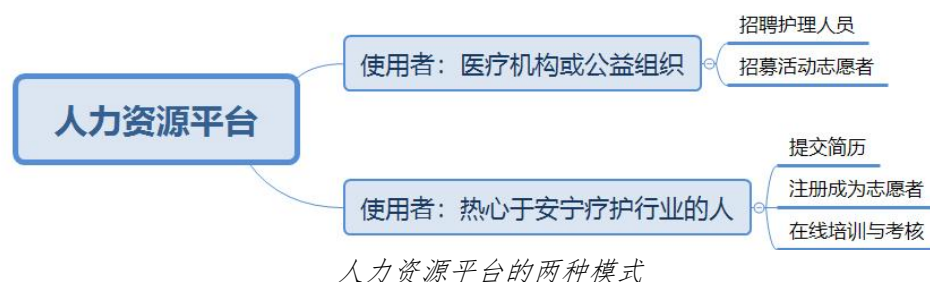 人力资源平台
使用者：医疗机构或公益组织
招聘护理人员
招募活动志愿者
使用者：热心于安宁疗护行业的人
提交简历
注册成为志愿者
在线培训与考核
人力资源平台的两种模式